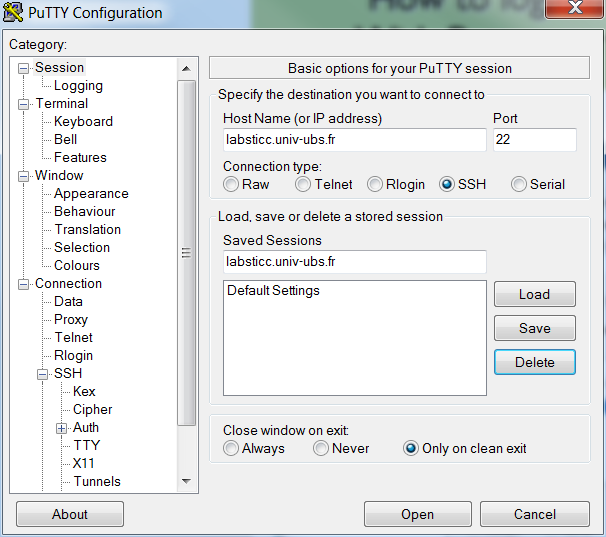 PuTTY Configuration
How to log
Category:
Session
Logging
Terminal
Keyboard
Bell
Features
Window
Appearance
Behaviour
Translation
Selection
Colours
Connection
Data
Proxy
Telnet
Rlogin
SSH
Kex
Cipher
Auth
TTY
X11
Tunnels
Basic options for your PuTTY session
Specify the destination you want to connect to
Host Name (or IP address) Port
labsticc.univ-ubs.fr 22
Connection type:
Raw Telnet Rlogin SSH Serial
Load, save or delete a stored session
Saved Sessions
labsticc.univ-ubs.fr
Default Settings
Load
Save
Delete
Close window on exit:
Always Never Only on clean exit
About Open Cancel